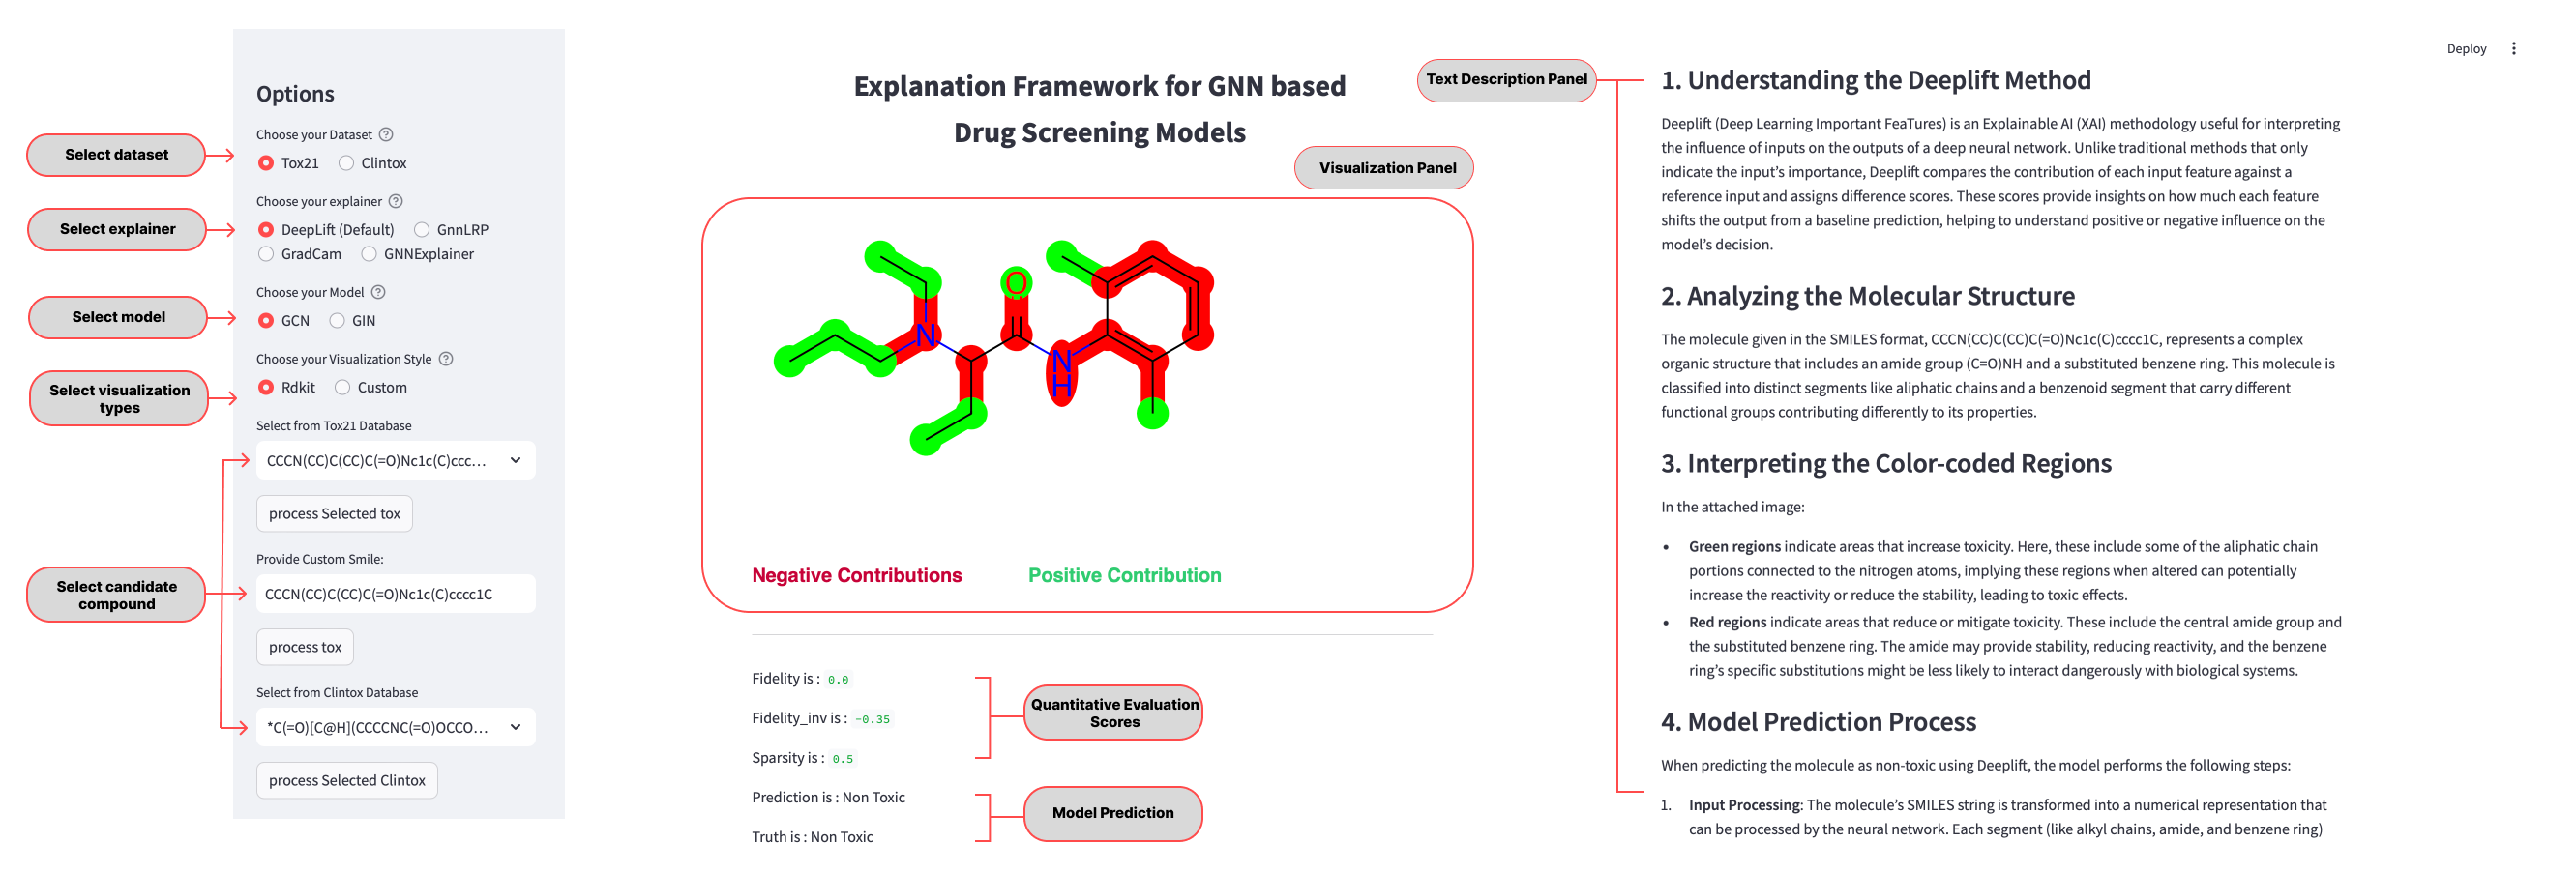 Deploy
Options
Select dataset
Choose your Dataset
Tox21
Clintox
Select explainer
Choose your explainer
DeepLift (Default)
GnnLRP
GradCam
GNNExplainer
Select model
Choose your Model
GCN
GIN
Select visualization
types
Choose your Visualization Style
Rdkit
Custom
Select candidate
compound
Select from Tox21 Database
CCCN(CC)C(CC)C(=O)Nc1c(C)ccc...
process Selected tox
Provide Custom Smile:
CCCN(CC)C(CC)C(=O)Nc1c(C)cccc1C
process tox
Select from Clintox Database
*C(=O)[C@H](CCCCNC(=O)OCCO...
process Selected Clintox
Explanation Framework for GNN based
Drug Screening Models
Visualization Panel
O
N
N
H
Negative Contributions
Positive Contribution
Fidelity is : 0.0
Fidelity_inv is : -0.35
Sparsity is : 0.5
Quantitative Evaluation
Scores
Prediction is : Non Toxic
Truth is : Non Toxic
Model Prediction
Text Description Panel
1. Understanding the Deeplift Method
Deeplift (Deep Learning Important FeaTures) is an Explainable AI (XAI) methodology useful for interpreting
the influence of inputs on the outputs of a deep neural network. Unlike traditional methods that only
indicate the input's importance, Deeplift compares the contribution of each input feature against a
reference input and assigns difference scores. These scores provide insights on how much each feature
shifts the output from a baseline prediction, helping to understand positive or negative influence on the
model's decision.
2. Analyzing the Molecular Structure
The molecule given in the SMILES format, CCCN(CC)C(CC)C(=O)Nc1c(C)cccc1C, represents a complex
organic structure that includes an amide group (C=O)NH and a substituted benzene ring. This molecule is
classified into distinct segments like aliphatic chains and a benzenoid segment that carry different
functional groups contributing differently to its properties.
3. Interpreting the Color-coded Regions
In the attached image:
• Green regions indicate areas that increase toxicity. Here, these include some of the aliphatic chain
portions connected to the nitrogen atoms, implying these regions when altered can potentially
increase the reactivity or reduce the stability, leading to toxic effects.
• Red regions indicate areas that reduce or mitigate toxicity. These include the central amide group and
the substituted benzene ring. The amide may provide stability, reducing reactivity, and the benzene
ring's specific substitutions might be less likely to interact dangerously with biological systems.
4. Model Prediction Process
When predicting the molecule as non-toxic using Deeplift, the model performs the following steps:
1. Input Processing: The molecule's SMILES string is transformed into a numerical representation that
can be processed by the neural network. Each segment (like alkyl chains, amide, and benzene ring)